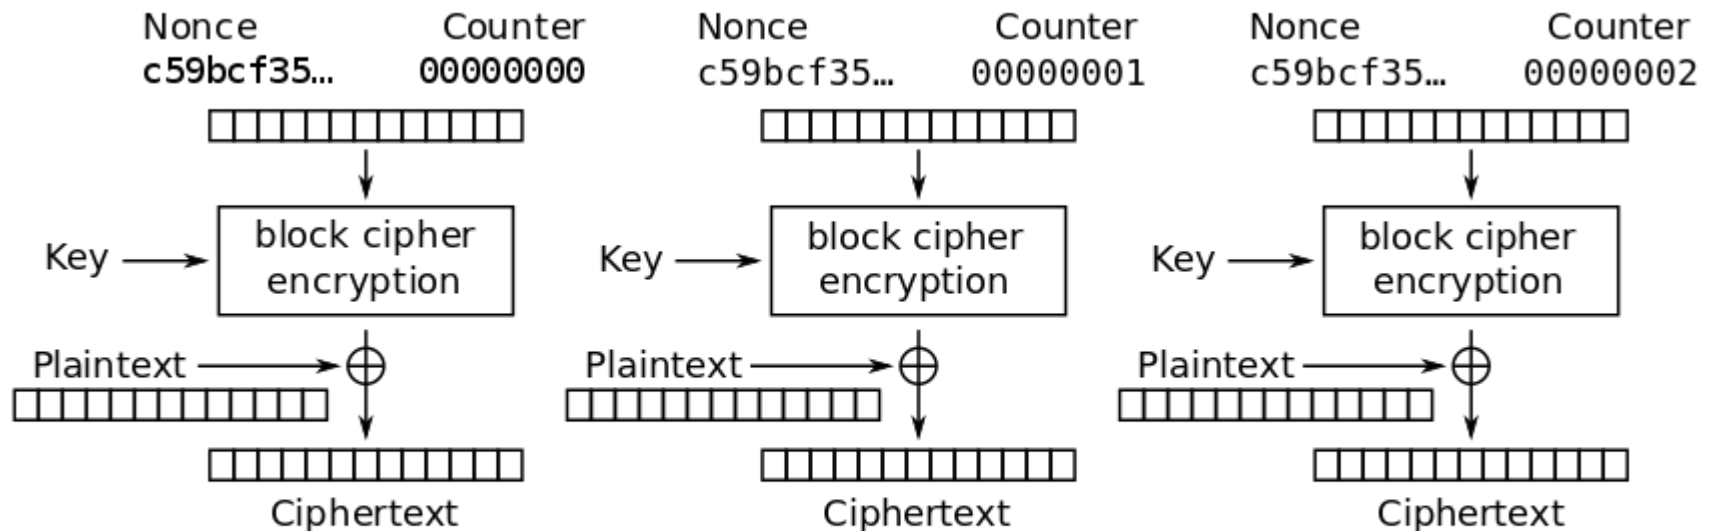 Nonce Counter Nonce Counter Nonce Counter
c59bcf35… 00000000 c59bcf35… 00000001 c59bcf35… 00000002
block cipher block cipher block cipher
Key encryption Key encryption Key encryption
Plaintext Plaintext Plaintext
Ciphertext Ciphertext Ciphertext